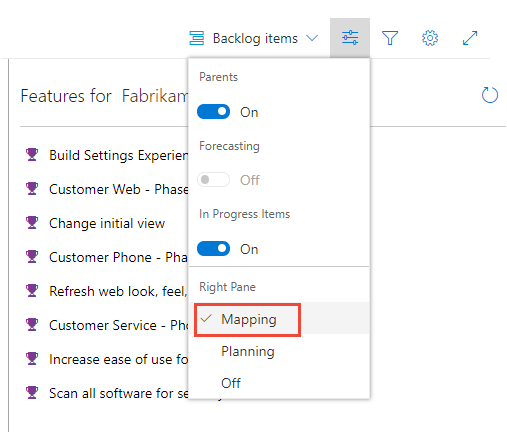 Backlog items
Parents
On
Forecasting
Off
In Progress Items
On
Right Pane
Mapping
Planning
Off
Features for Fabrikam
Build Settings Experien
Customer Web - Phase
Change initial view
Customer Phone - Pha
Refresh web look, feel,
Customer Service - Pho
Increase ease of use fo
Scan all software for se